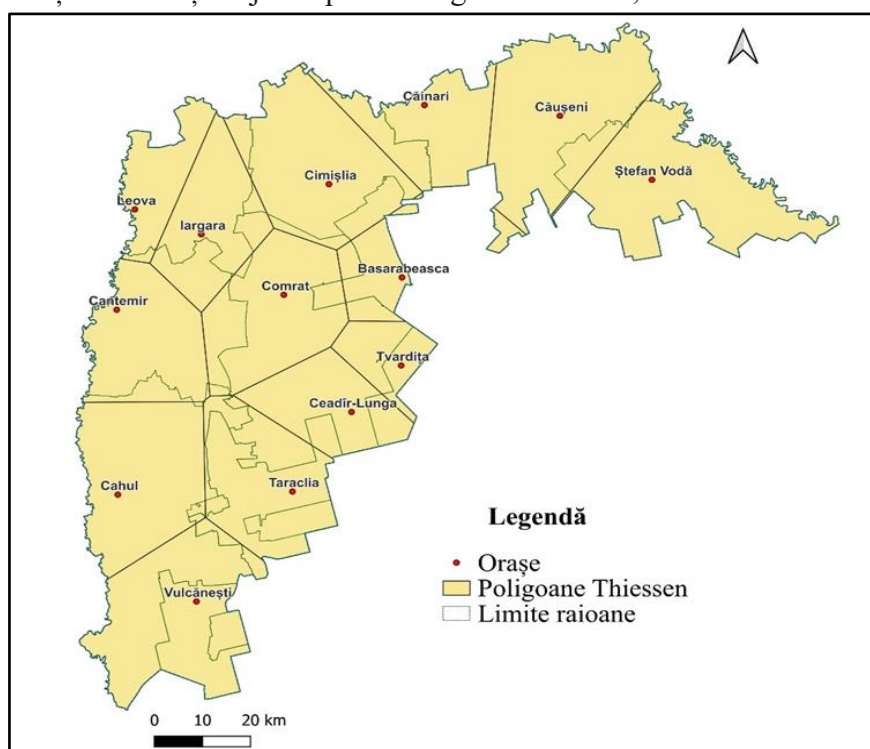 Căinari
Căușeni
Cimișlia
Ștefan Vodă
Leova
Iargara
Basarabeasca
Comrat
Cantemir
Tvardița
Ceadîr-Lunga
Cahul
Taraclia
Vulcănești
Legendă
Orașe
Poligoane Thiessen
Limite raioane
0 10 20 km